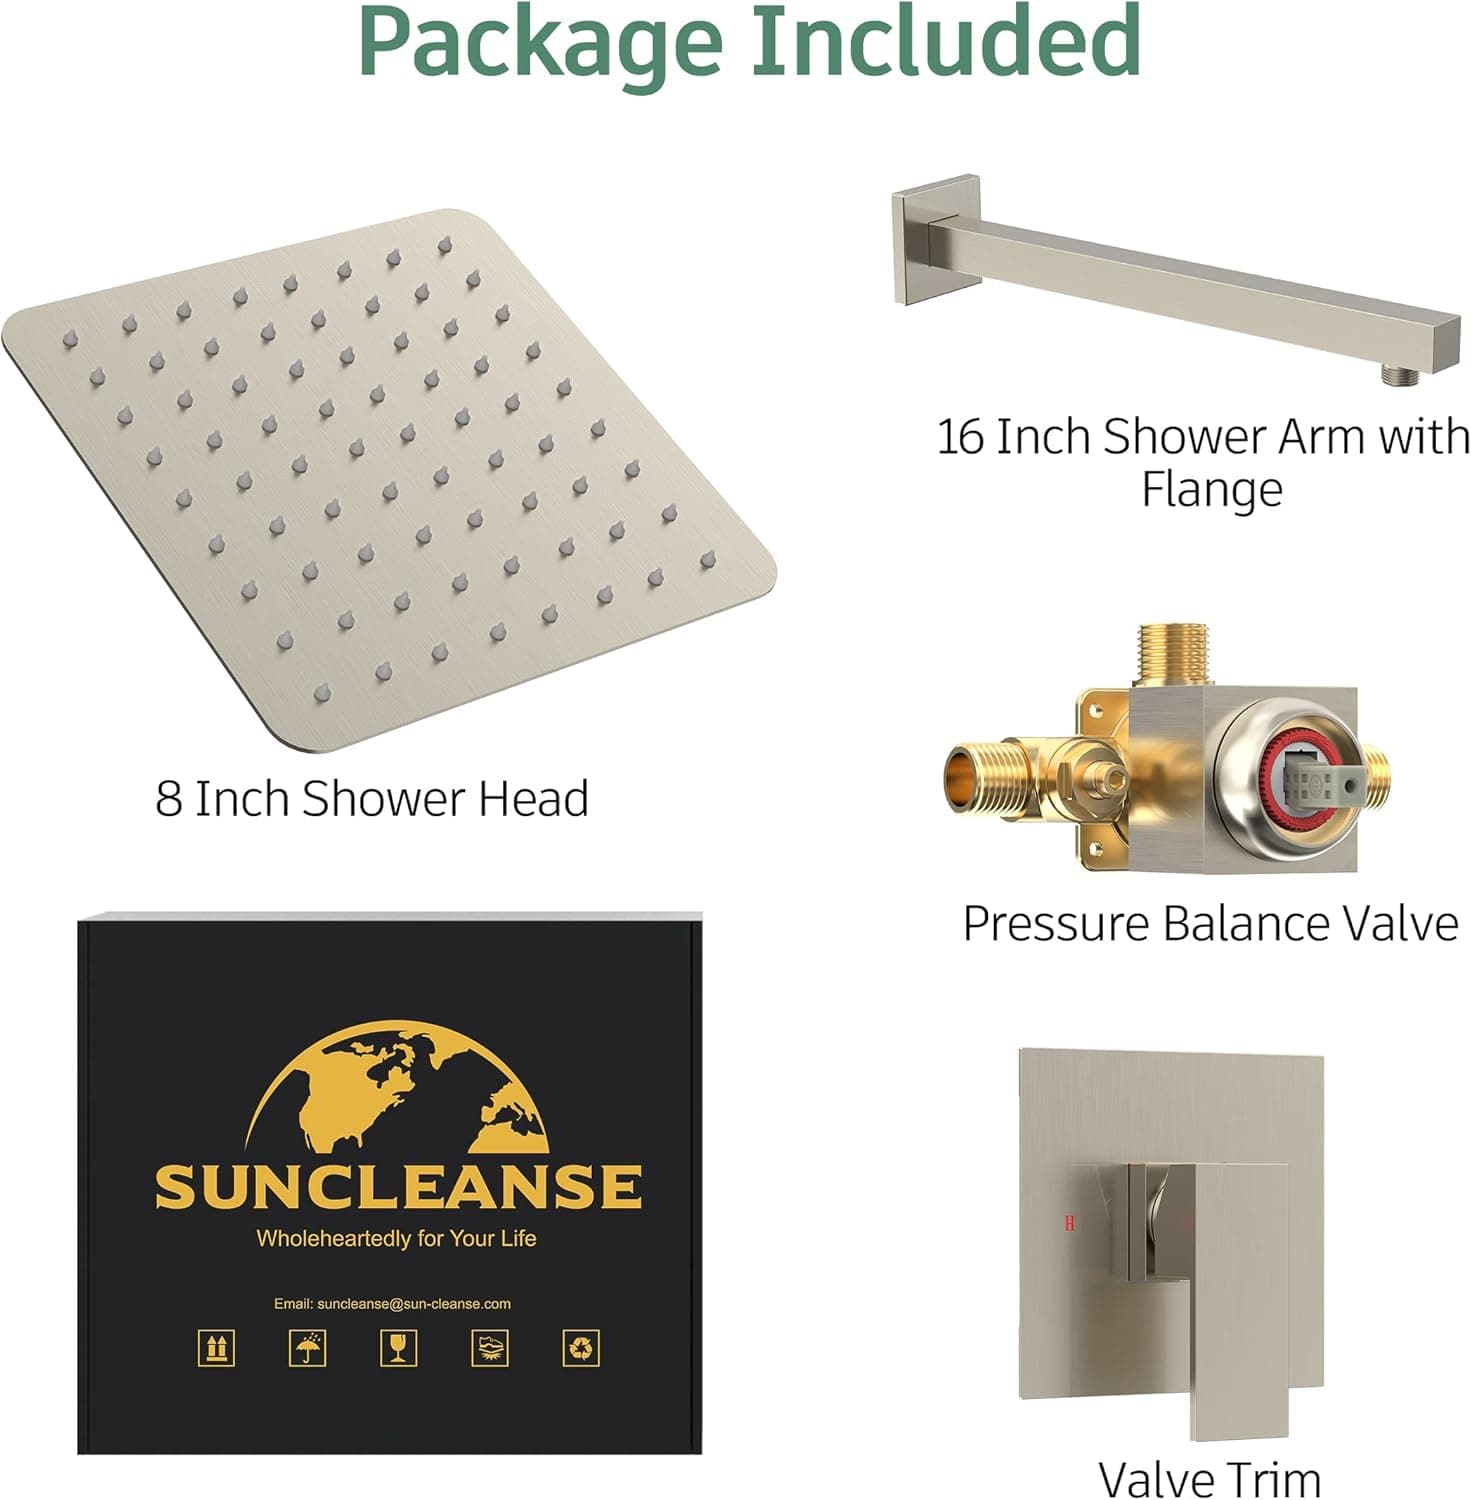 Package Included
16 Inch Shower Arm with
Flange
8 Inch Shower Head
Pressure Balance Valve
SUNCLEANSE
Wholeheartedly for Your Life
Email: suncleanse@sun-cleanse.com
H
Valve Trim